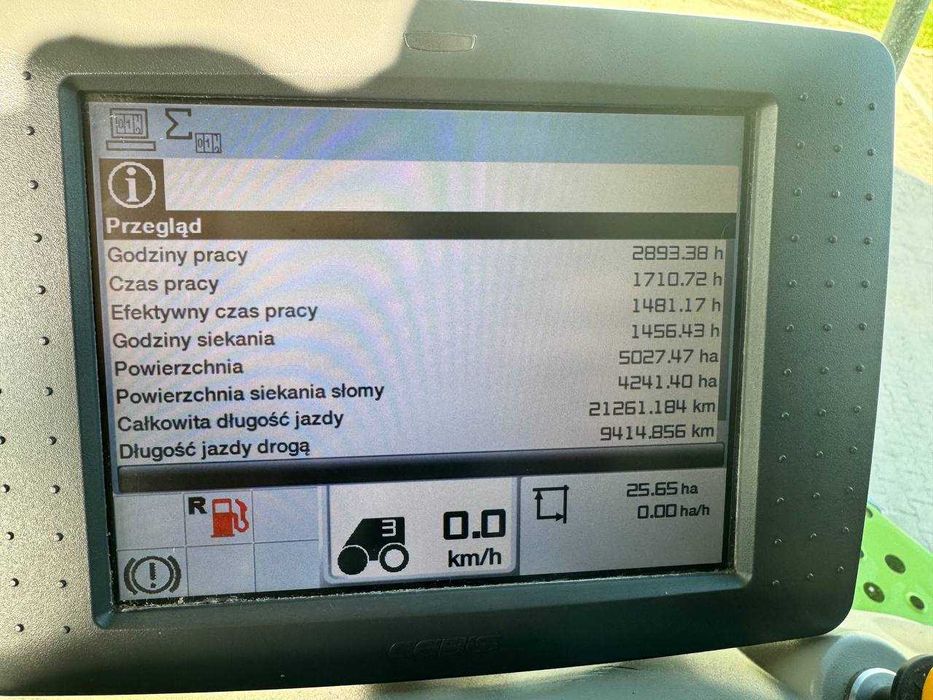 Przegląd
Godziny pracy 2893.38 h
Czas pracy 1710.72 h
Efektywny czas pracy 1481.17 h
Godziny siekania 1456.43 h
Powierzchnia 5027.47 ha
Powierzchnia siekania słomy 4241.40 ha
Całkowita długość jazdy 21261.184 km
Długość jazdy drogą 9414.856 km
R
3
0.0
km/h
25.65 ha
0.00 ha/h
CEBIS